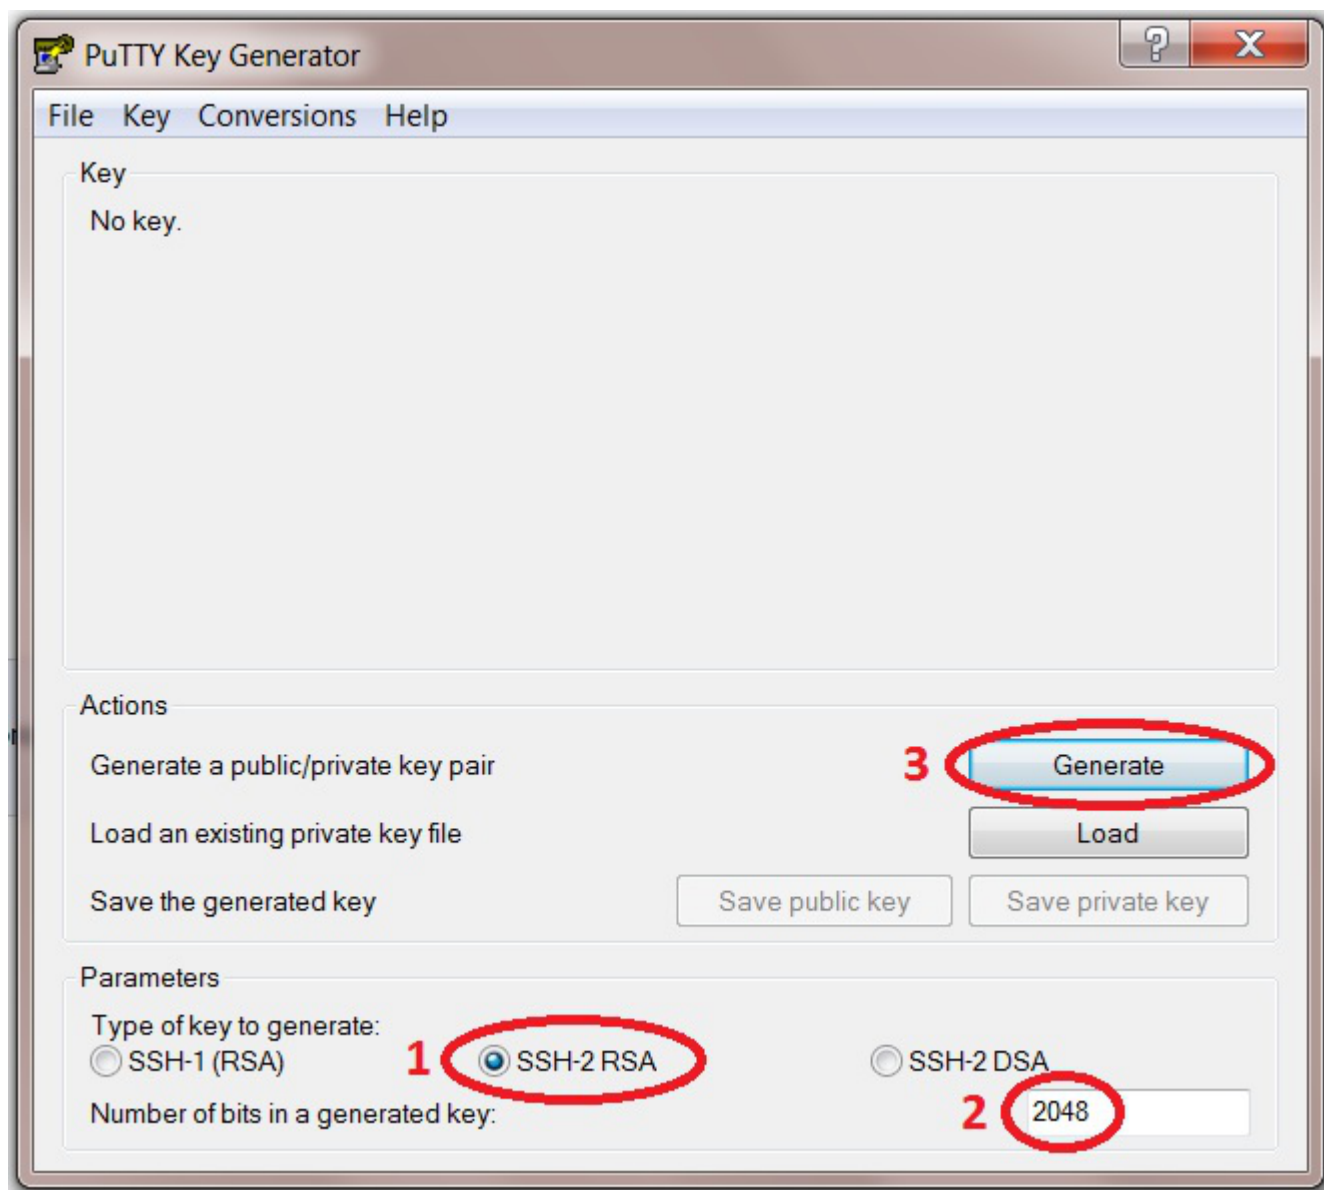 PuTTY Key Generator
File Key Conversions Help
Key
No key.
Actions
Generate a public/private key pair 3 Generate
Load an existing private key file Load
Save the generated key Save public key Save private key
Parameters
Type of key to generate:
SSH-1 (RSA) 1 SSH-2 RSA SSH-2 DSA
Number of bits in a generated key: 2 2048